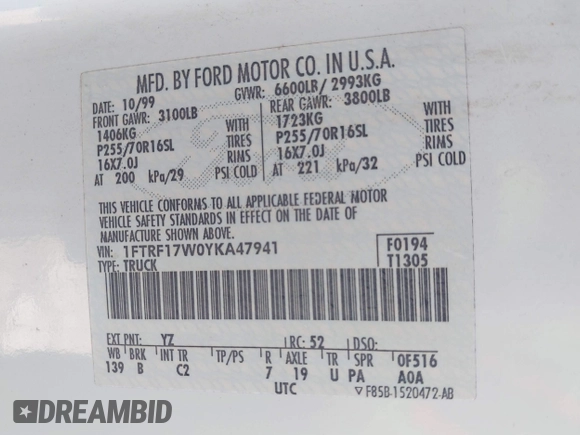 MFD. BY FORD MOTOR CO. IN U.S.A.
DATE: 10/99 GVWR: 6600LB/ 2993KG
FRONT GAWR: 3100LB REAR GAWR: 3800LB
1406KG WITH 1723KG WITH
P255/70R16SL TIRES P255/70R16SL TIRES
16X7.0J RIMS 16X7.0J RIMS
AT 200 kPa/29 PSI COLD AT 221 kPa/32 PSI COLD
THIS VEHICLE CONFORMS TO ALL APPLICABLE FEDERAL MOTOR
VEHICLE SAFETY STANDARDS IN EFFECT ON THE DATE OF
MANUFACTURE SHOWN ABOVE.
VIN: 1FTRF17W0YKA47941 F0194
TYPE: TRUCK T1305
EXT PNT: YZ RC: 52 DSO:
WB BRK INT TR TP/PS R AXLE TR SPR 0F516
139 B C2 7 19 U PA A0A
UTC ▽ F85B-1520472-AB
DREAMBID